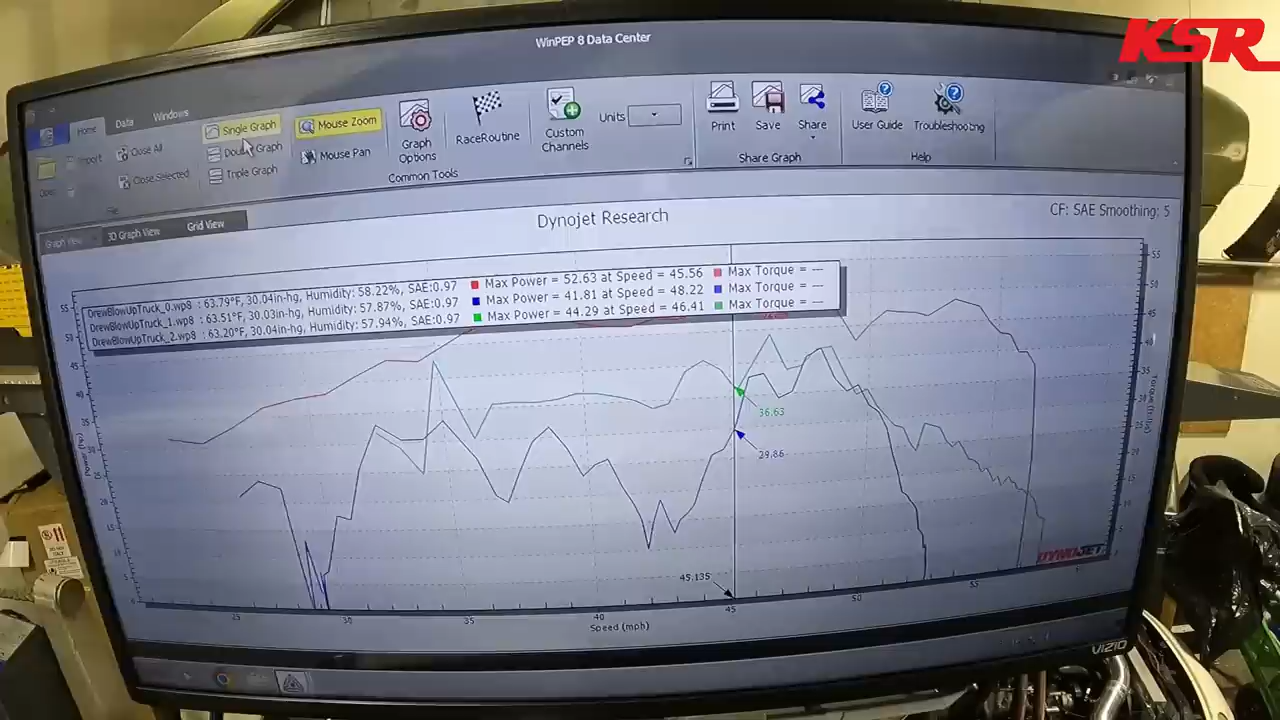 KSR
WinPEP 8 Data Center
Home Data Windows
Import
Close All
Close Selected
File
Single Graph
Double Graph
Triple Graph
Mouse Zoom
Mouse Pan
Graph Options
Common Tools
RaceRoutine
Custom Channels
Units
Print
Save
Share
Share Graph
User Guide
Troubleshooting
Help
Graph View 3D Graph View Grid View
Dynojet Research
CF: SAE Smoothing: 5
DrewBlowUpTruck_0.wp8 : 63.79°F, 30.04in-hg, Humidity: 58.22%, SAE:0.97 Max Power = 52.63 at Speed = 45.56 Max Torque = ---
DrewBlowUpTruck_1.wp8 : 63.51°F, 30.03in-hg, Humidity: 57.87%, SAE:0.97 Max Power = 41.81 at Speed = 48.22 Max Torque = ---
DrewBlowUpTruck_2.wp8 : 63.20°F, 30.04in-hg, Humidity: 57.94%, SAE:0.97 Max Power = 44.29 at Speed = 46.41 Max Torque = ---
36.63
29.86
45.135
DYNOJET
25 30 35 40 45 50 55
Speed (mph)
Power (hp)
VIZIO